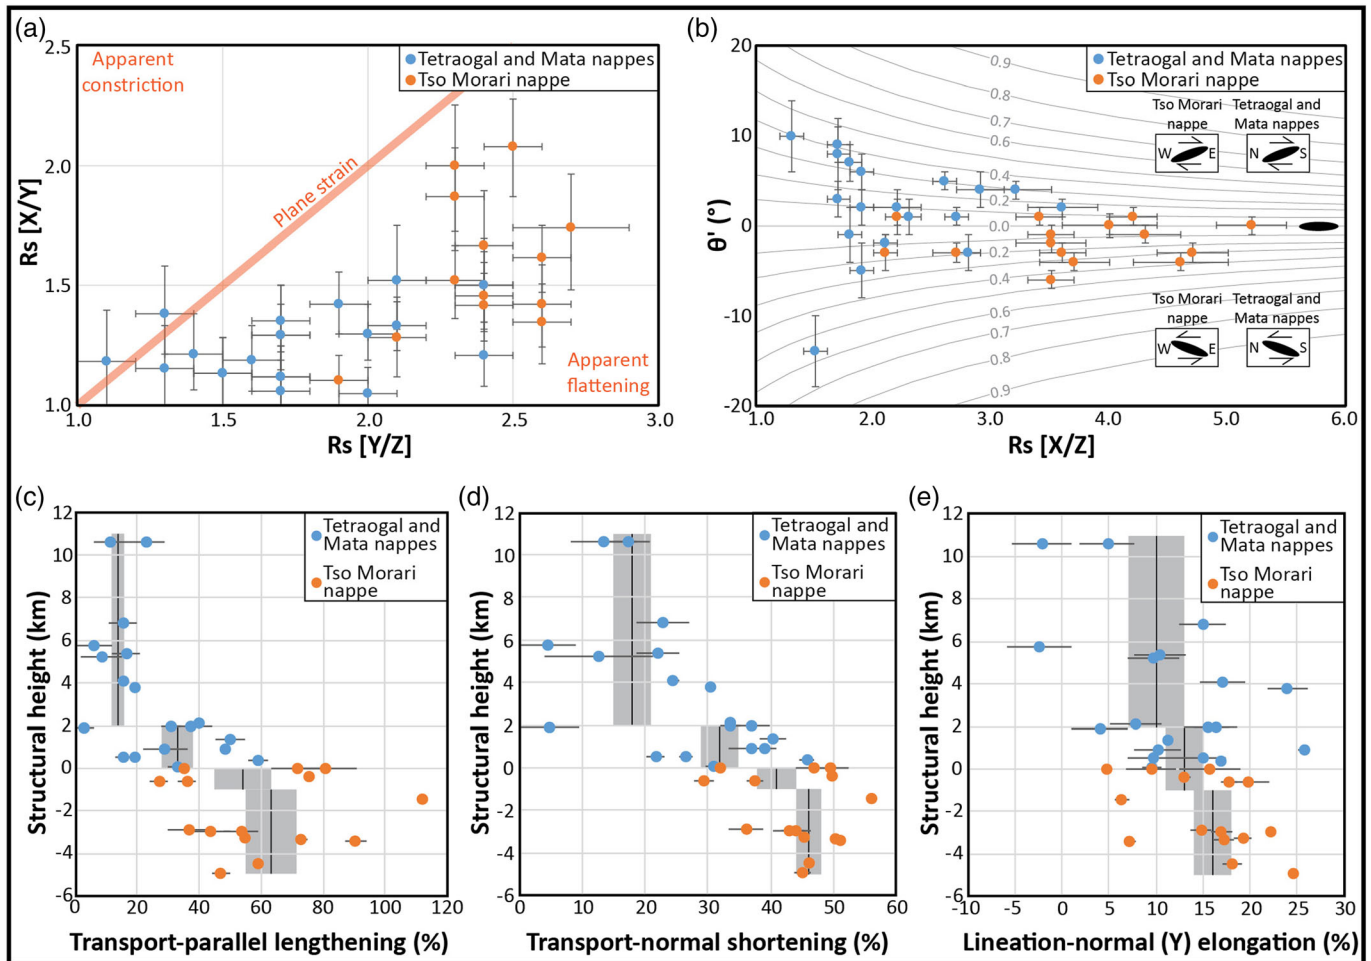 (a)
2.5
2.0
1.5
1.0
Rs [X/Y]
Apparent
constriction
Plane strain
Apparent
flattening
Tetraogal and Mata nappes
Tso Morari nappe
1.0 1.5 2.0 2.5 3.0
Rs [Y/Z]
(b)
20
10
0
-10
-20
θ' (°)
Tetraogal and Mata nappes
Tso Morari nappe
0.9
0.8
0.7
0.6
0.4
0.2
0.0
0.2
0.4
0.6
0.7
0.8
0.9
Tso Morari
nappe
W E
Tetraogal and
Mata nappes
N S
Tso Morari
nappe
W E
Tetraogal and
Mata nappes
N S
1.0 2.0 3.0 4.0 5.0 6.0
Rs [X/Z]
(c)
12
10
8
6
4
2
0
-2
-4
-6
Structural height (km)
Tetraogal and
Mata nappes
Tso Morari
nappe
0 20 40 60 80 100 120
Transport-parallel lengthening (%)
(d)
12
10
8
6
4
2
0
-2
-4
-6
Structural height (km)
Tetraogal and
Mata nappes
Tso Morari
nappe
0 10 20 30 40 50 60
Transport-normal shortening (%)
(e)
12
10
8
6
4
2
0
-2
-4
-6
Structural height (km)
Tetraogal and
Mata nappes
Tso Morari
nappe
-10 -5 0 5 10 15 20 25 30
Lineation-normal (Y) elongation (%)